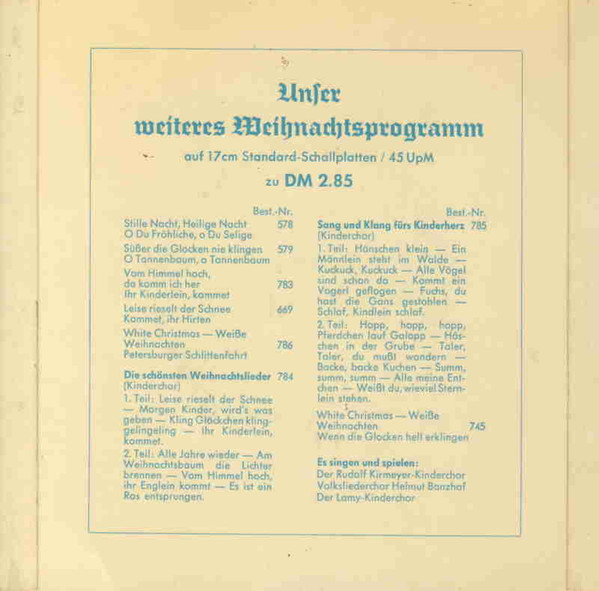 Unser
weiteres Weihnachtsprogramm
auf 17cm Standard-Schallplatten / 45 UpM
zu DM 2.85
Best.-Nr.
Stille Nacht, Heilige Nacht 578
O Du Fröhliche, o Du Selige
Süßer die Glocken nie klingen 579
O Tannenbaum, o Tannenbaum
Vom Himmel hoch,
da komm ich her 783
Ihr Kinderlein, kommet
Leise rieselt der Schnee 669
Kommet, ihr Hirten
White Christmas — Weiße
Weihnachten 786
Petersburger Schlittenfahrt
Die schönsten Weihnachtslieder 784
(Kinderchor)
1. Teil: Leise rieselt der Schnee
— Morgen Kinder, wird's was
geben — Kling Glöckchen kling-
gelingeling — Ihr Kinderlein,
kommet.
2. Teil: Alle Jahre wieder — Am
Weihnachtsbaum die Lichter
brennen — Vom Himmel hoch,
ihr Englein kommt — Es ist ein
Ros entsprungen.
Best.-Nr.
Sang und Klang fürs Kinderherz 785
(Kinderchor)
1. Teil: Hänschen klein — Ein
Männlein steht im Walde —
Kuckuck, Kuckuck — Alle Vögel
sind schon da — Kommt ein
Vogerl geflogen — Fuchs, du
hast die Gans gestohlen —
Schlaf, Kindlein schlaf.
2. Teil: Hopp, hopp, hopp,
Pferdchen lauf Galopp — Häs-
chen in der Grube — Taler,
Taler, du mußt wandern —
Backe, backe Kuchen — Summ,
summ, summ — Alle meine Ent-
chen — Weißt du, wieviel Stern-
lein stehen.
White Christmas — Weiße
Weihnachten 745
Wenn die Glocken hell erklingen
Es singen und spielen:
Der Rudolf Kirmeyer-Kinderchor
Volksliederchor Helmut Banzhaf
Der Lamy-Kinderchor